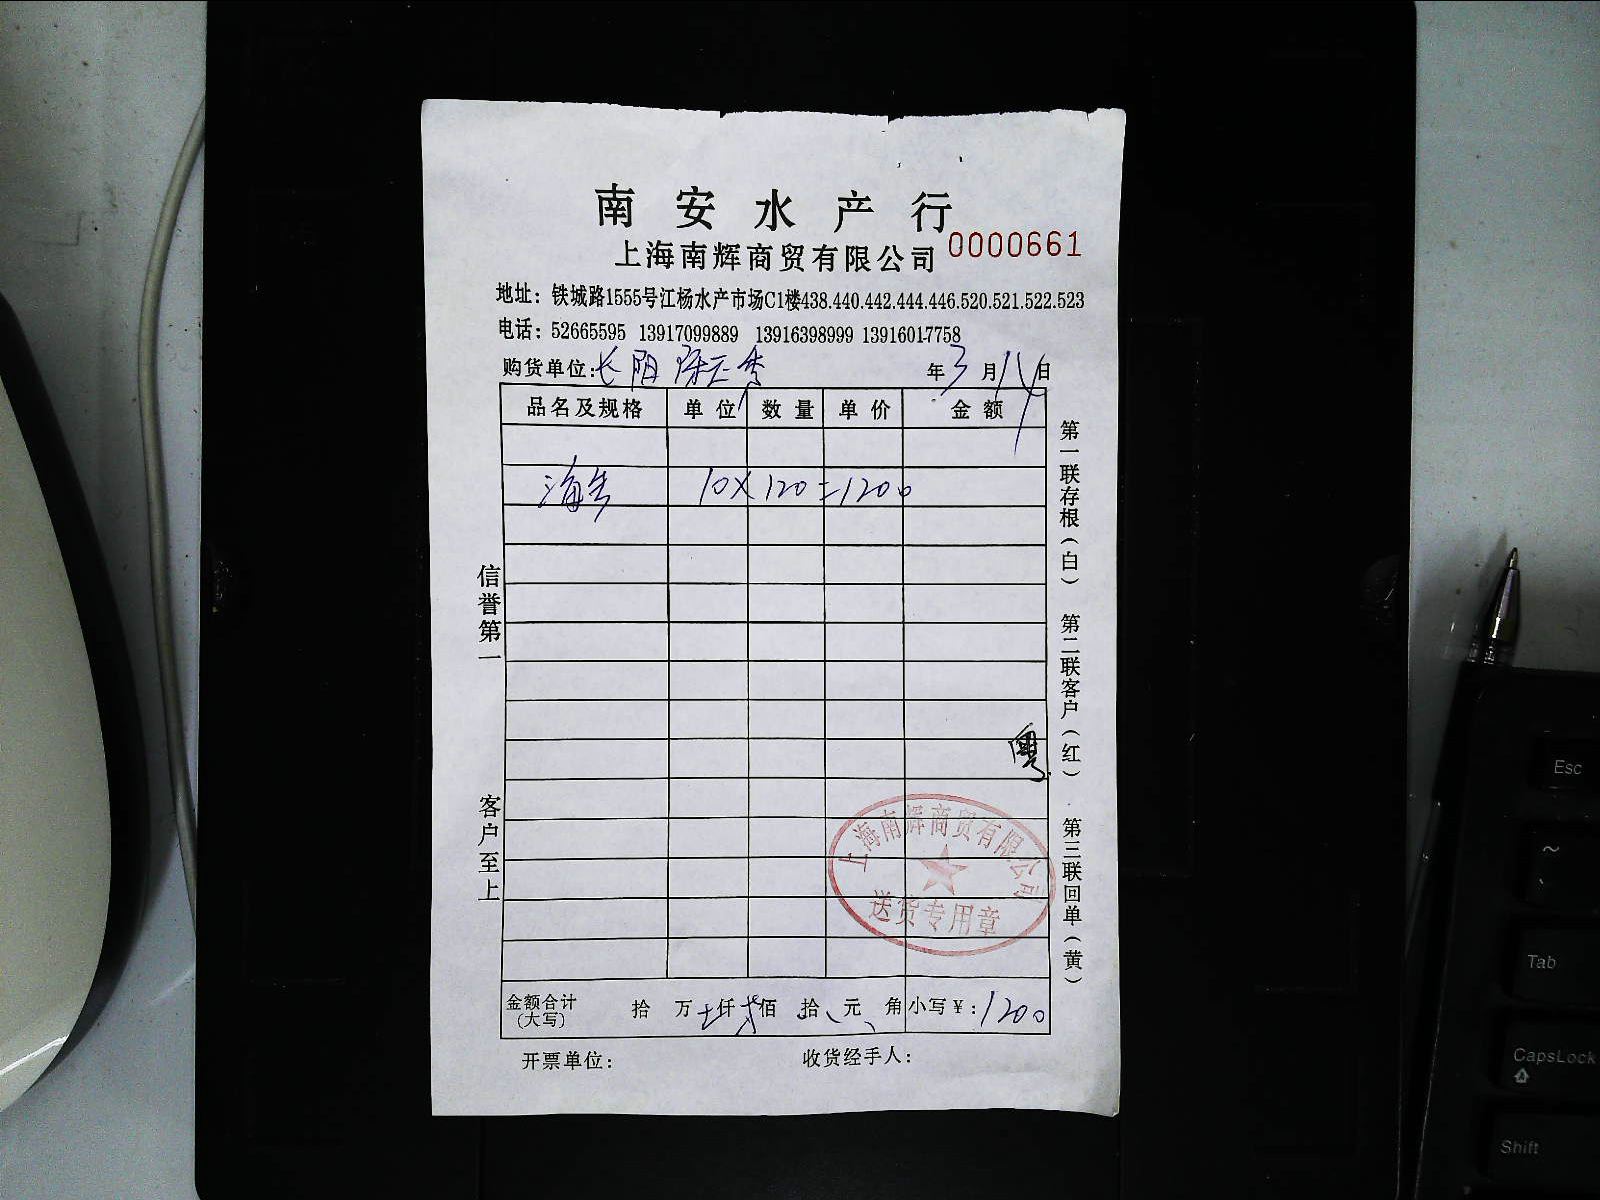 南安水产行
上海南辉商贸有限公司 0000661
地址：铁城路1555号江杨水产市场C1楼438.440.442.444.446.520.521.522.523
电话：52665595 13917099889 13916398999 13916017758
购货单位：长阳 年3月14日
品名及规格 单位 数量 单价 金额
10×120=1200
信誉第一
客户至上
第一联存根（白） 第二联客户（红） 第三联回单（黄）
粤
上海南辉商贸有限公司
送货专用章
金额合计（大写） 拾 万 仟 佰 拾 元 角 小写￥：1200
开票单位： 收货经手人：
Esc
~
Tab
CapsLock
Shift